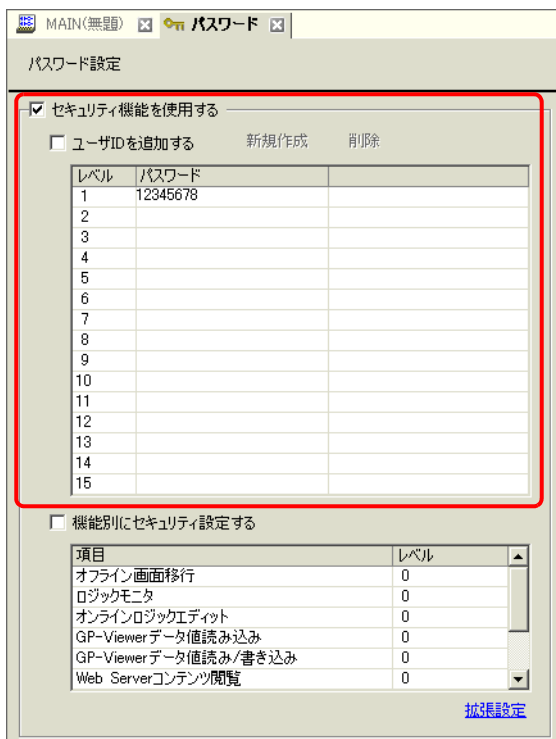 MAIN(無題) パスワード
パスワード設定
セキュリティ機能を使用する
ユーザIDを追加する 新規作成 削除
レベル パスワード
1 12345678
2
3
4
5
6
7
8
9
10
11
12
13
14
15
機能別にセキュリティ設定する
項目 レベル
オフライン画面移行 0
ロジックモニタ 0
オンラインロジックエディット 0
GP-Viewerデータ値読み込み 0
GP-Viewerデータ値読み/書き込み 0
Web Serverコンテンツ閲覧 0
拡張設定